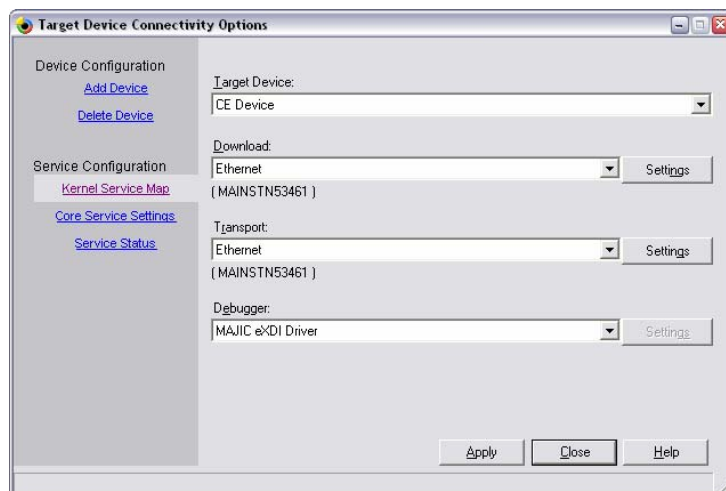 Target Device Connectivity Options
Device Configuration
Add Device
Delete Device
Service Configuration
Kernel Service Map
Core Service Settings
Service Status
Target Device:
CE Device
Download:
Ethernet
Settings
( MAINSTN53461 )
Transport:
Ethernet
Settings
( MAINSTN53461 )
Debugger:
MAJIC eXDI Driver
Settings
Apply
Close
Help